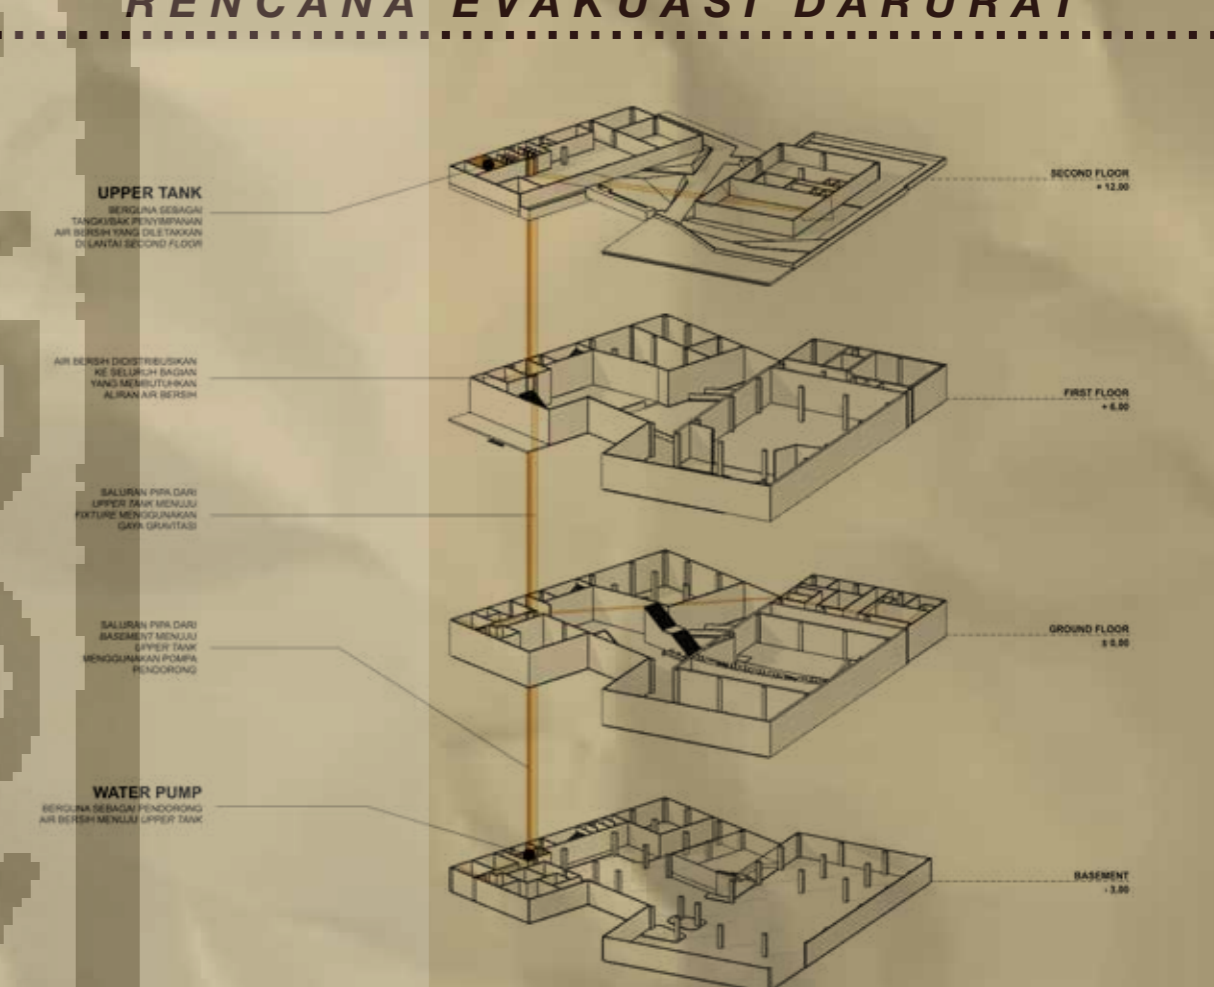 RENCANA EVAKUASI DARURAT
UPPER TANK
BERGUNA SEBAGAI
TANGKI/BAK PENYIMPANAN
AIR BERSIH YANG DILETAKKAN
DI LANTAI SECOND FLOOR
AIR BERSIH DIDISTRIBUSIKAN
KE SELURUH BAGIAN
YANG MEMBUTUHKAN
ALIRAN AIR BERSIH
SALURAN PIPA DARI
UPPER TANK MENUJU
FIXTURE MENGGUNAKAN
GAYA GRAVITASI
SALURAN PIPA DARI
BASEMENT MENUJU
UPPER TANK
MENGGUNAKAN POMPA
PENDORONG
WATER PUMP
BERGUNA SEBAGAI PENDORONG
AIR BERSIH MENUJU UPPER TANK
SECOND FLOOR
+ 12.00
FIRST FLOOR
+ 6.00
GROUND FLOOR
± 0.00
BASEMENT
- 3.00